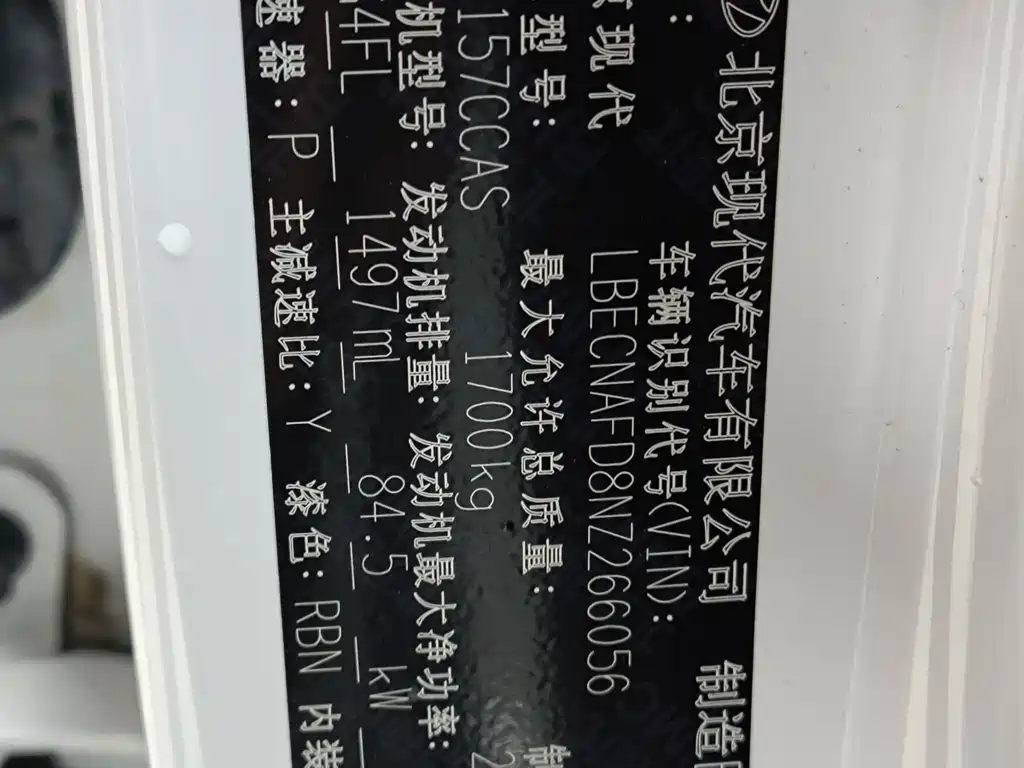 北京现代汽车有限公司 制造
现代 车辆识别代号(VIN):
LBECNAFD8NZ266056
型号: 最大允许总质量: 制
157CCAS 1700kg 2
机型号: 发动机排量: 发动机最大净功率:
4FL 1497mL 84.5 kW
速器: P 主减速比: Y 漆色: RBN 内装